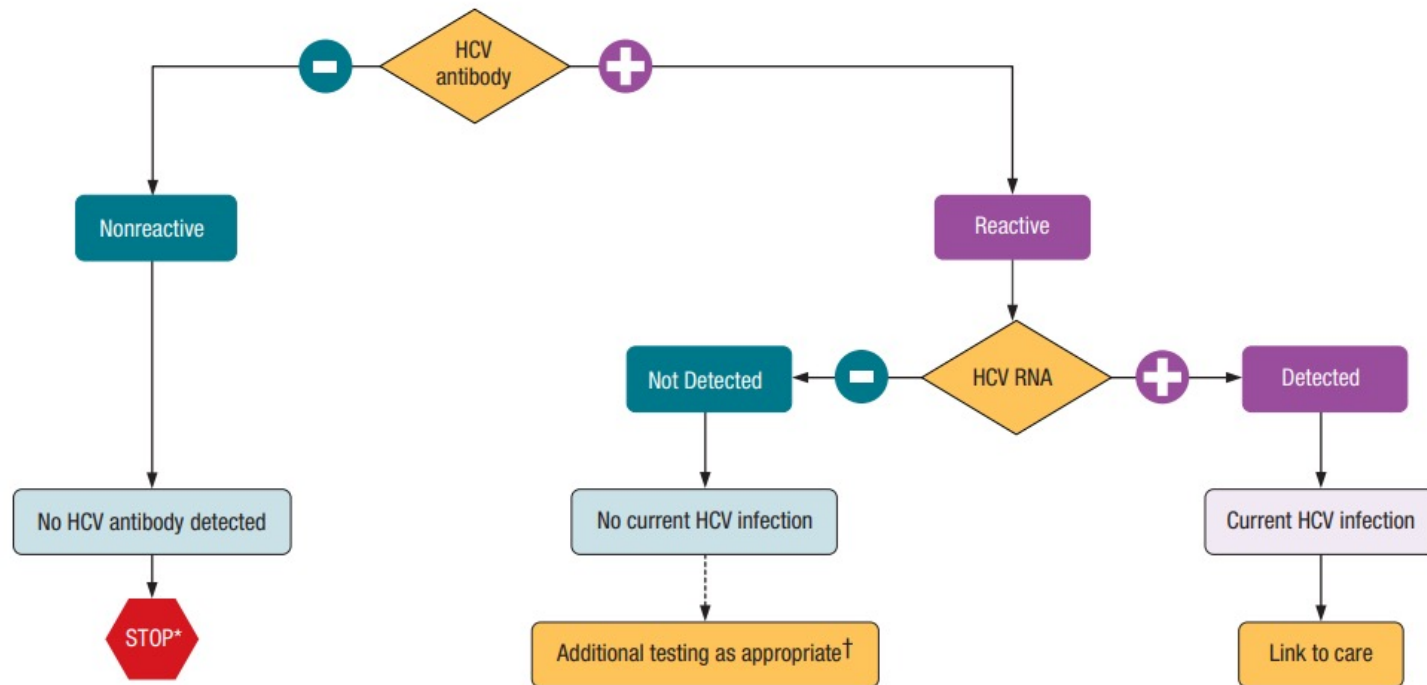 HCV
antibody
Nonreactive
Reactive
Not Detected
HCV RNA
Detected
No HCV antibody detected
No current HCV infection
Current HCV infection
STOP*
Additional testing as appropriate†
Link to care